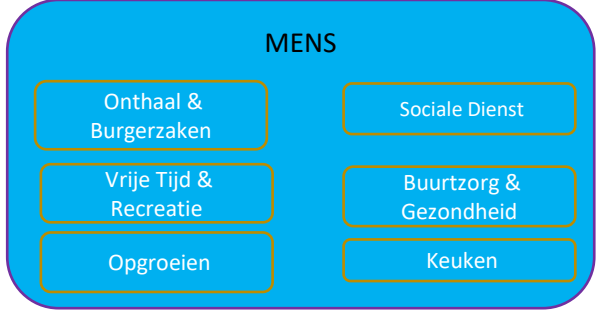 MENS
Onthaal &
Burgerzaken
Sociale Dienst
Vrije Tijd &
Recreatie
Buurtzorg &
Gezondheid
Opgroeien
Keuken